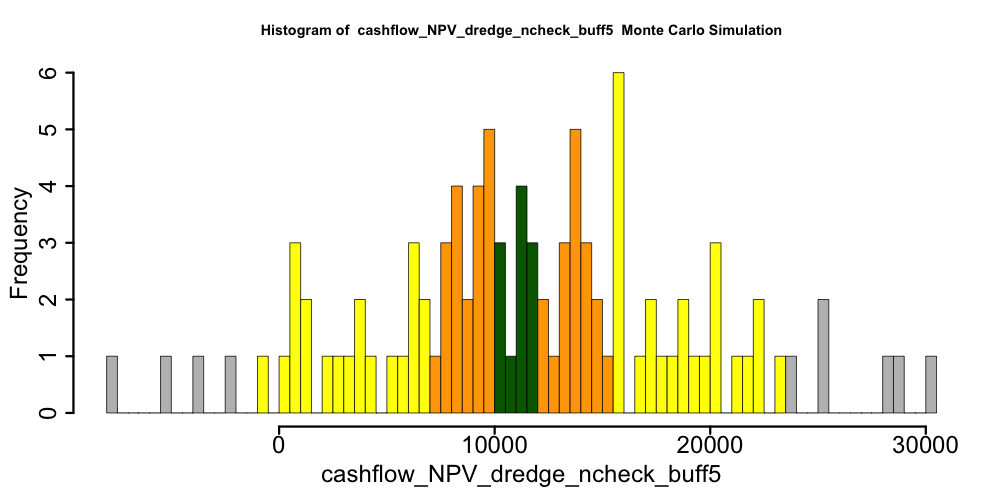 Histogram of cashflow_NPV_dredge_ncheck_buff5 Monte Carlo Simulation
6
5
4
3
2
1
0
Frequency
0 10000 20000 30000
cashflow_NPV_dredge_ncheck_buff5